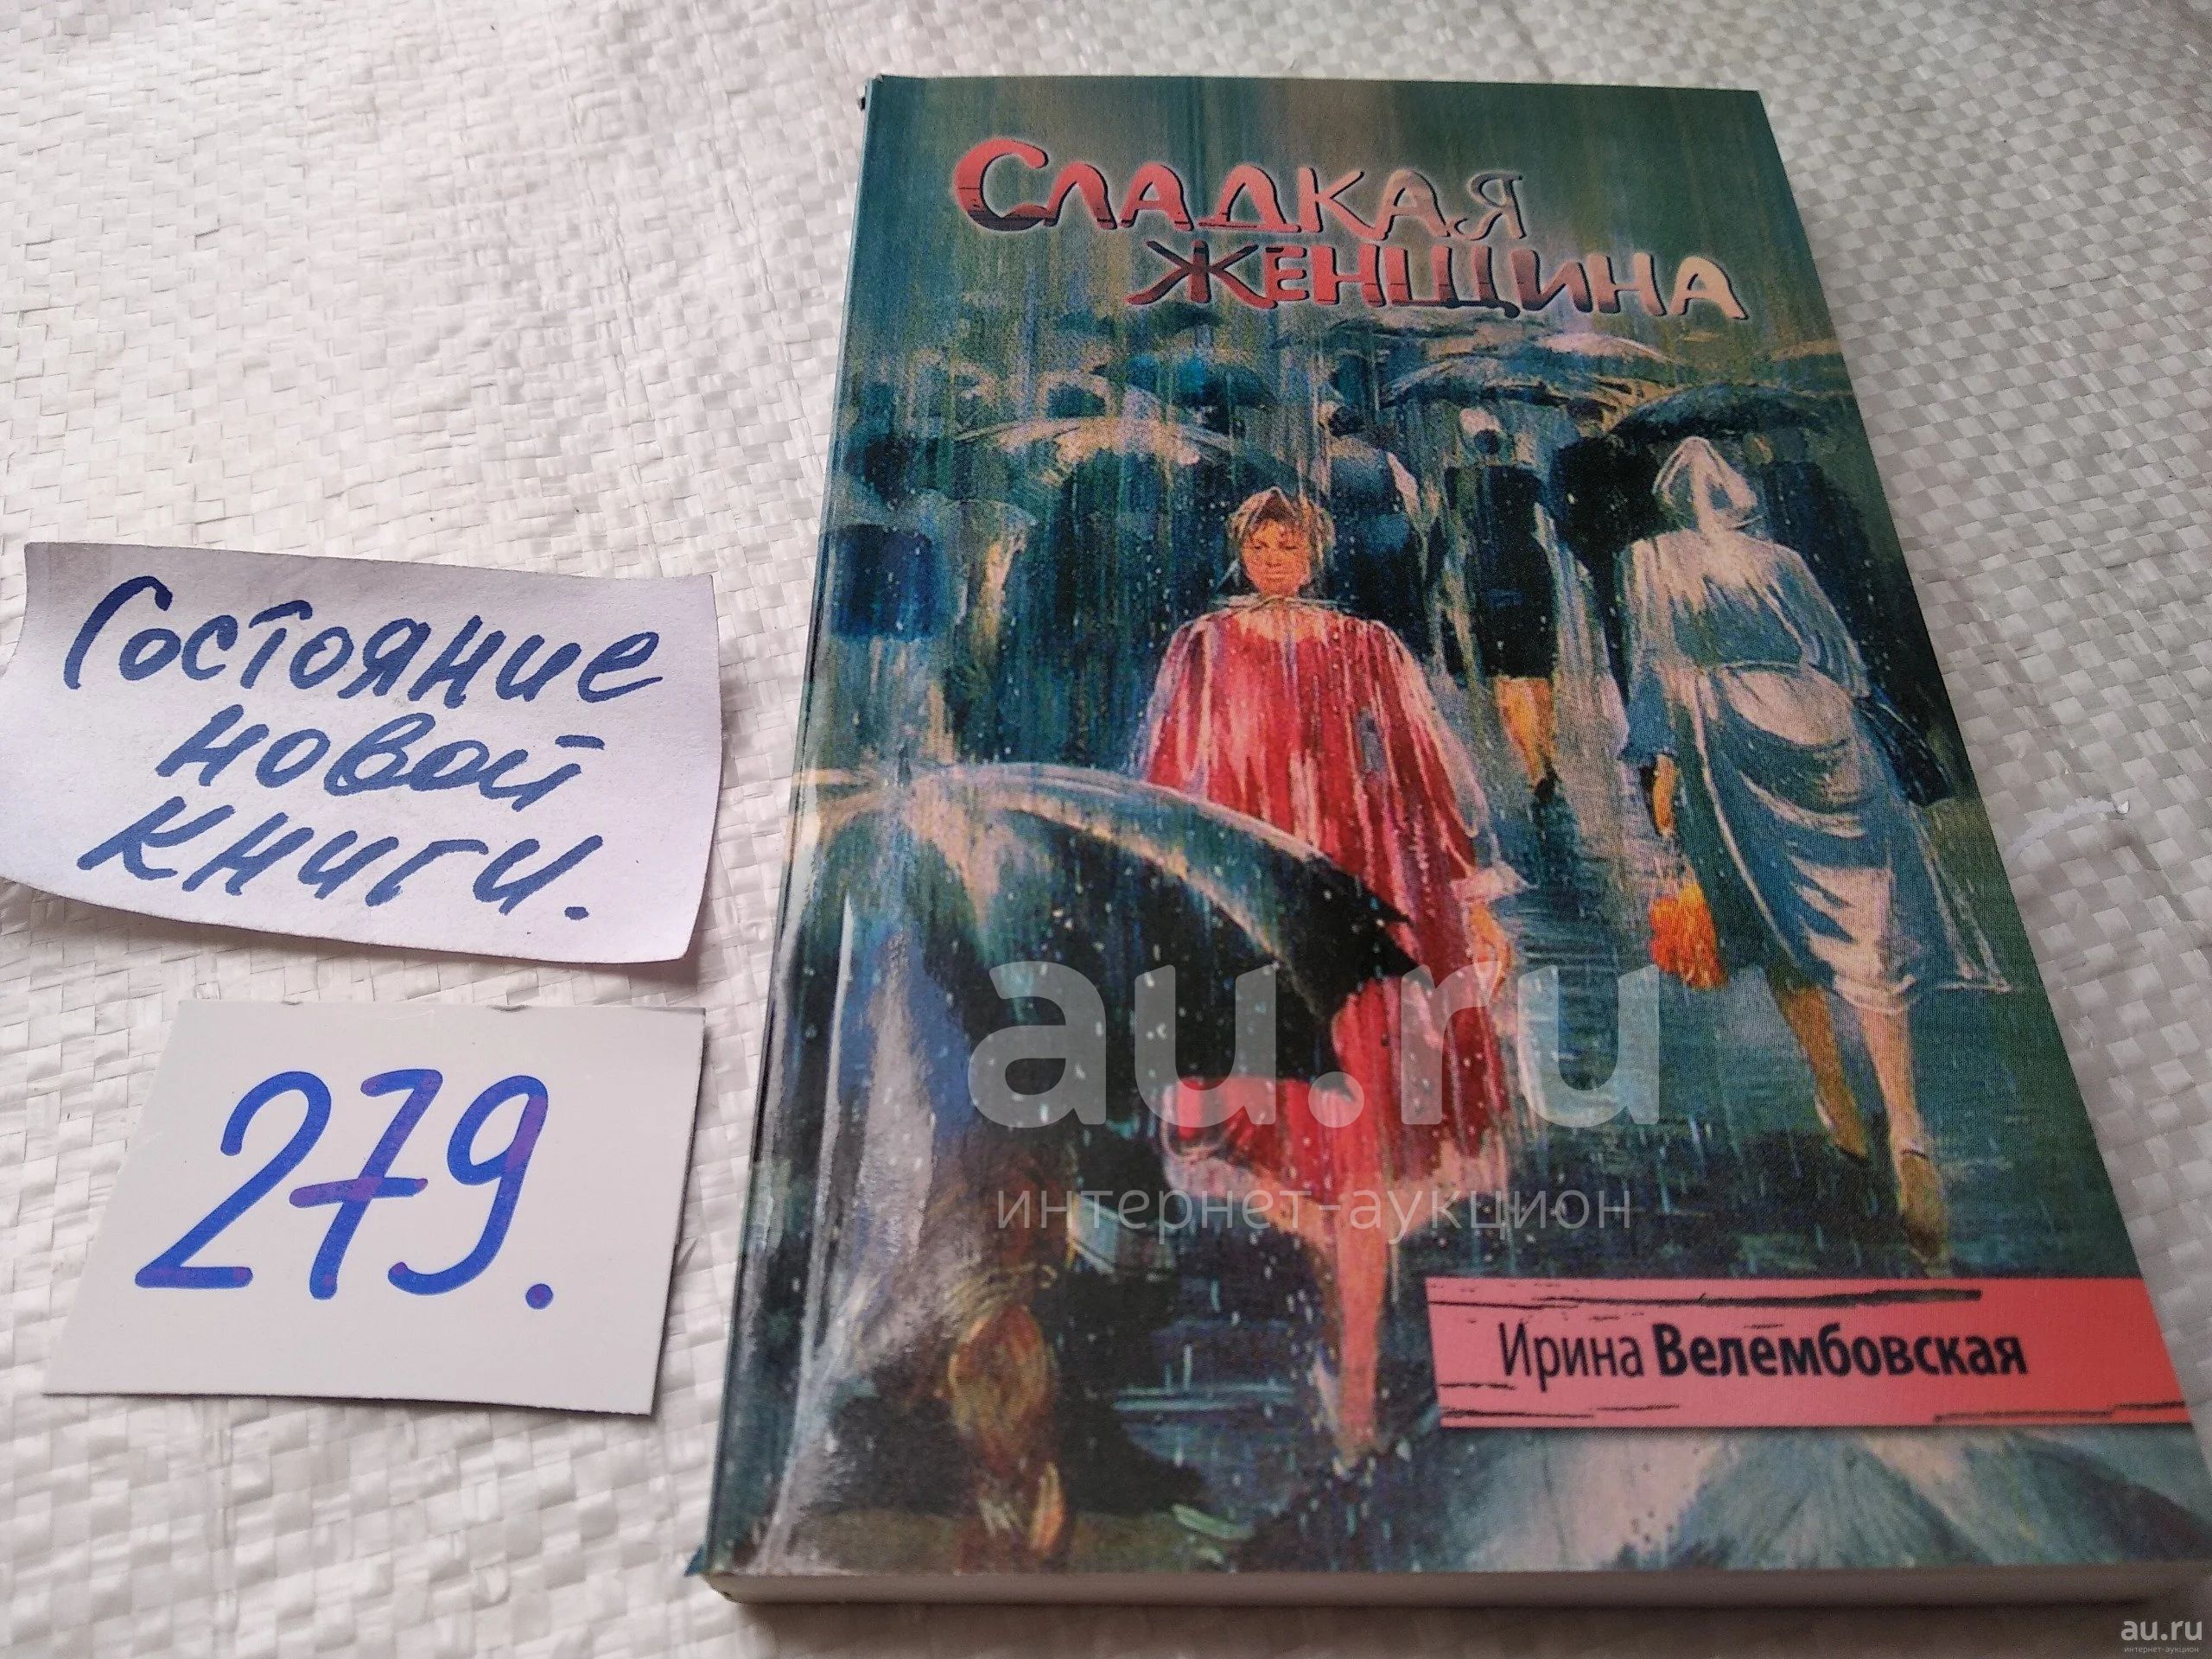 Сладкая
женщина
Состояние
новой
книги.
279.
au.ru
интернет-аукцион
Ирина Велембовская
au.ru
интернет-аукцион